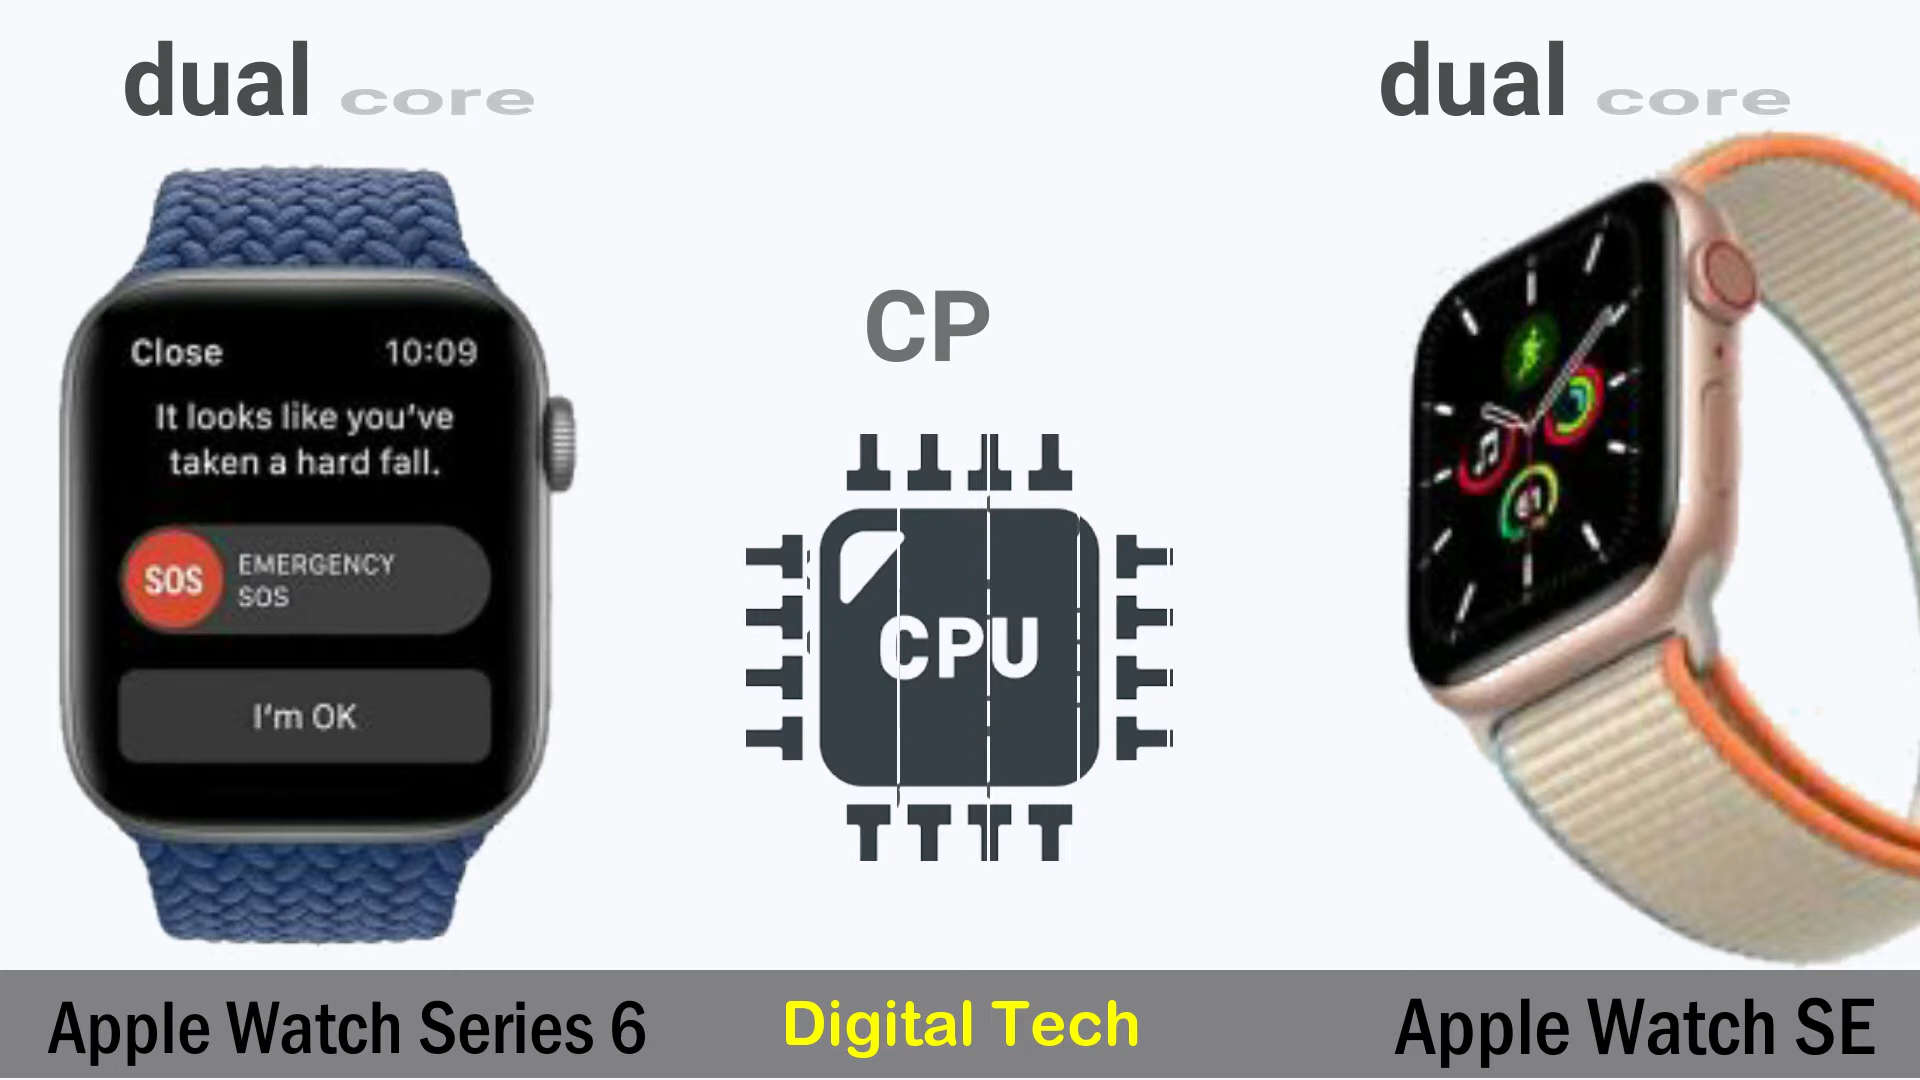 dual core
dual core
CP
Close 10:09
It looks like you've
taken a hard fall.
SOS
EMERGENCY
SOS
I'm OK
CPU
61
Apple Watch Series 6
Digital Tech
Apple Watch SE